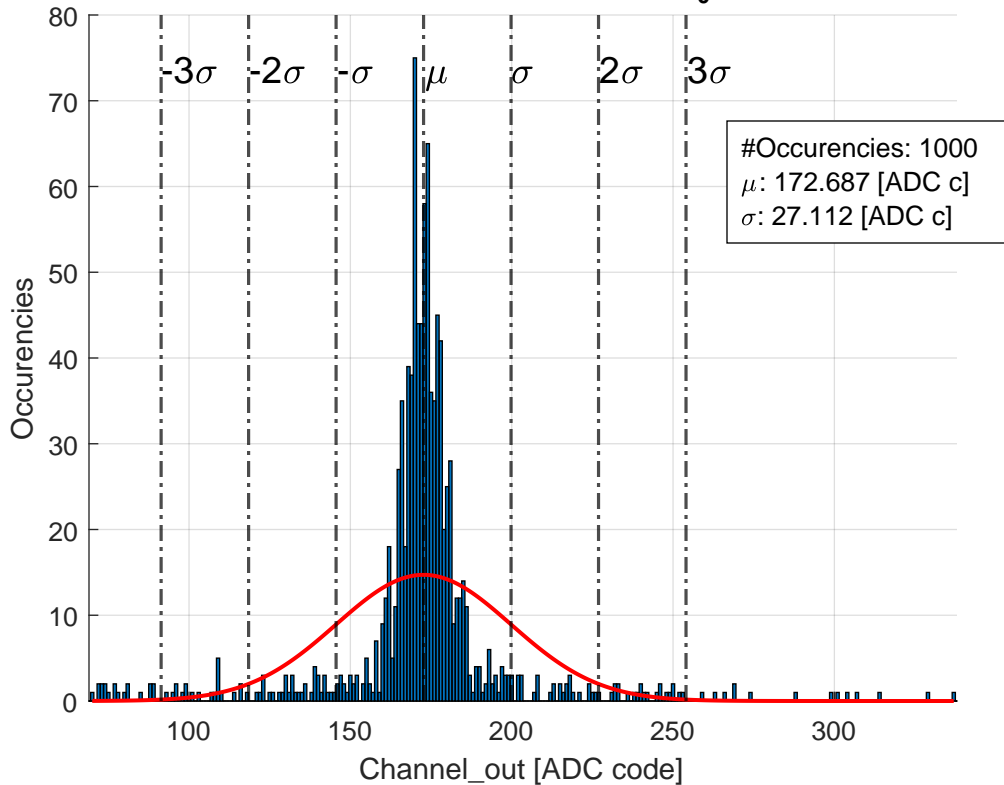 80
70
60
50
40
30
20
10
0
Occurencies
-3σ -2σ -σ μ σ 2σ 3σ
#Occurencies: 1000
μ: 172.687 [ADC c]
σ: 27.112 [ADC c]
100 150 200 250 300
Channel_out [ADC code]